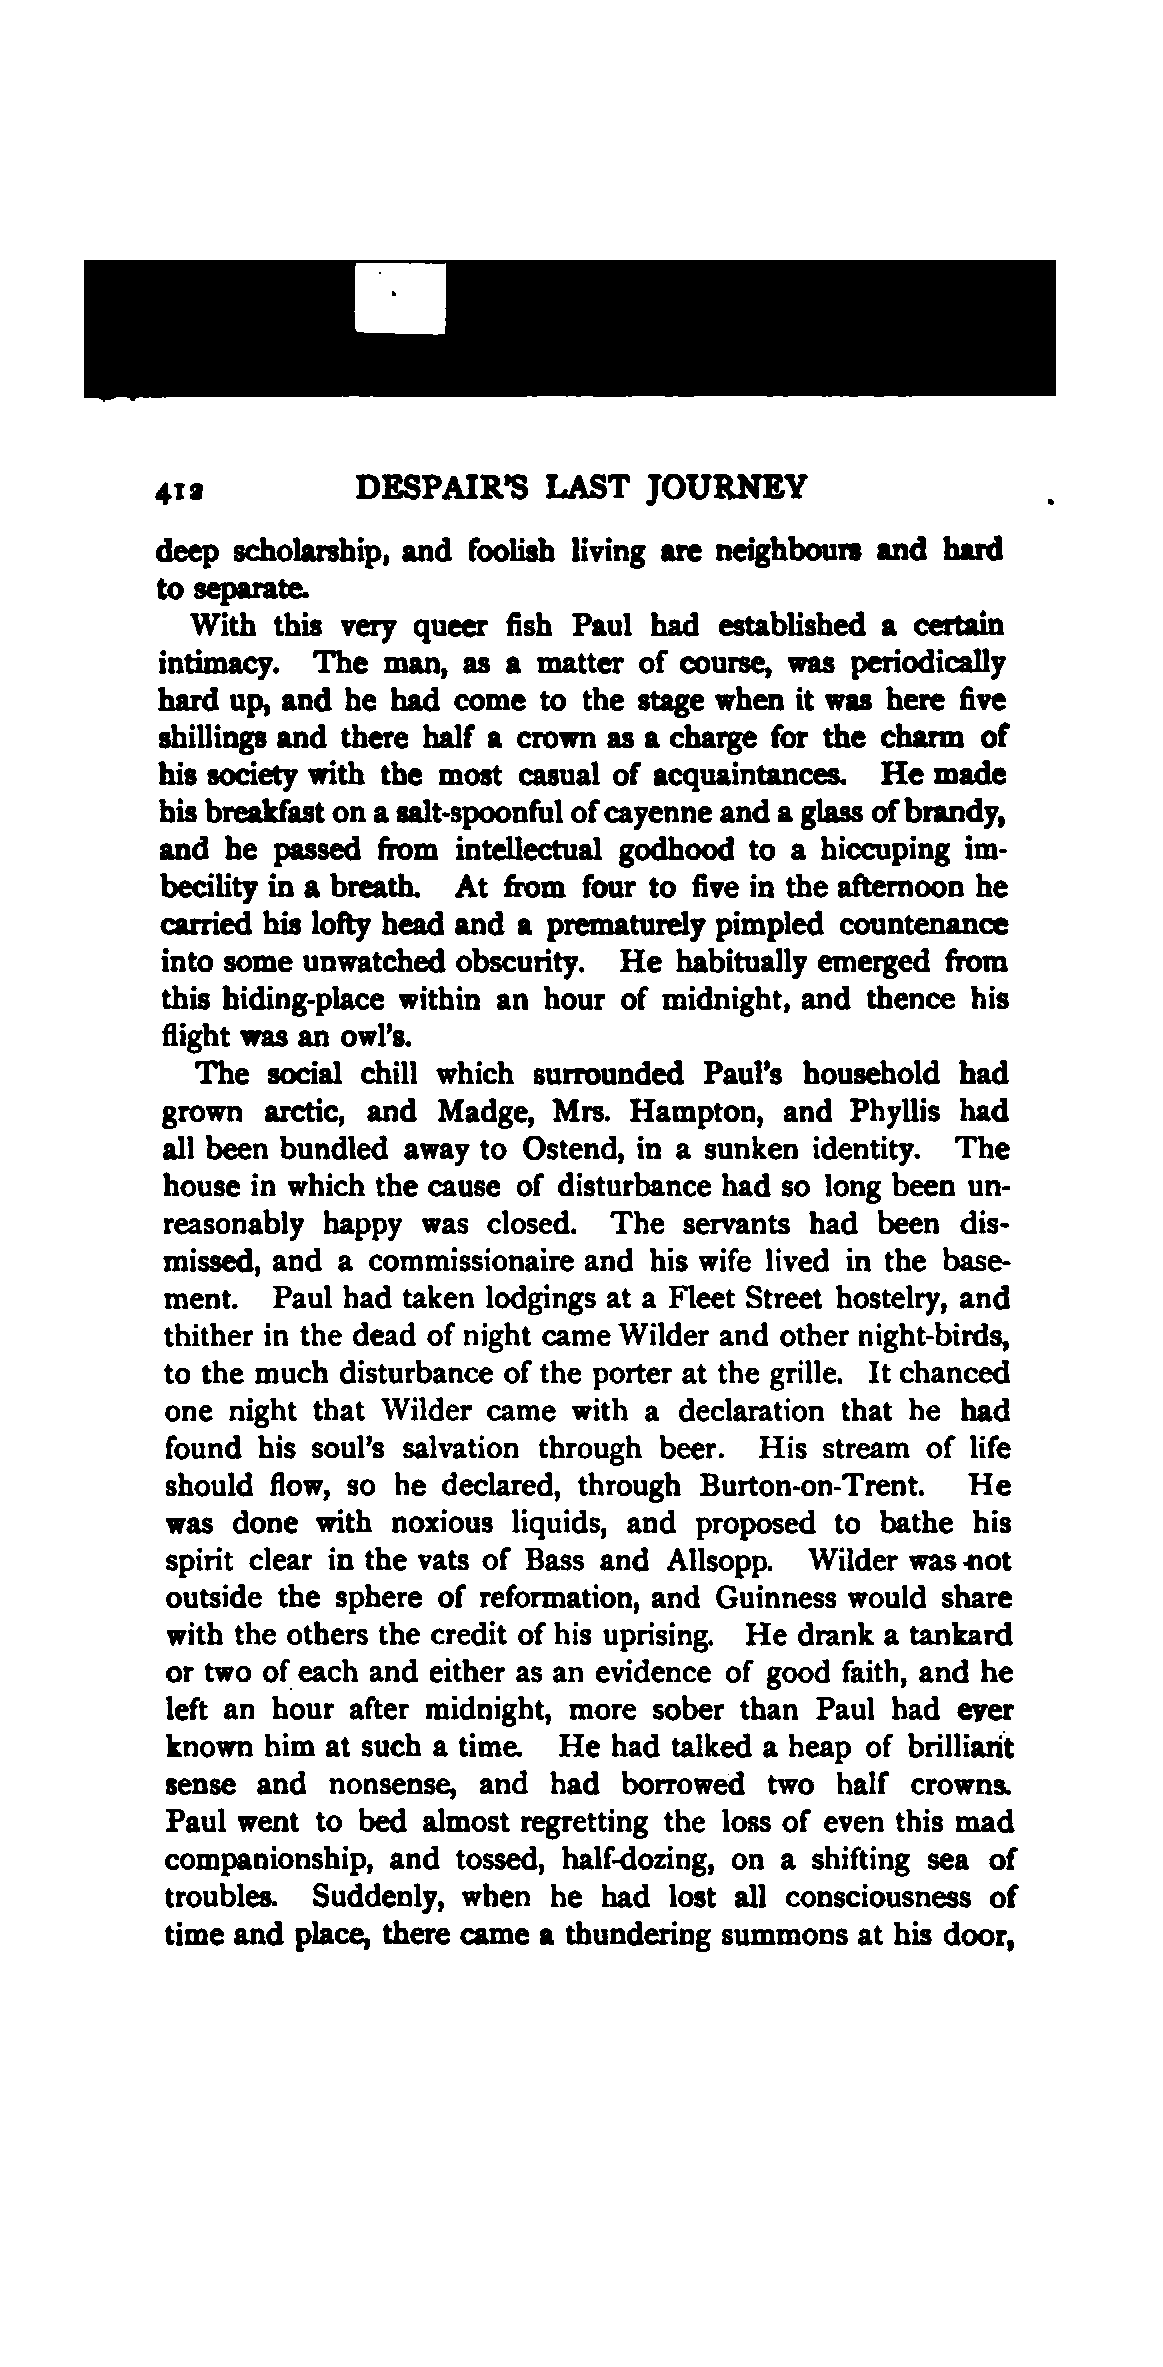 412 DESPAIR'S LAST JOURNEY
deep scholarship, and foolish living are neighbours and hard
to separate.
With this very queer fish Paul had established a certain
intimacy. The man, as a matter of course, was periodically
hard up, and he had come to the stage when it was here five
shillings and there half a crown as a charge for the charm of
his society with the most casual of acquaintances. He made
his breakfast on a salt-spoonful of cayenne and a glass of brandy,
and he passed from intellectual godhood to a hiccuping im-
becility in a breath. At from four to five in the afternoon he
carried his lofty head and a prematurely pimpled countenance
into some unwatched obscurity. He habitually emerged from
this hiding-place within an hour of midnight, and thence his
flight was an owl's.
The social chill which surrounded Paul's household had
grown arctic, and Madge, Mrs. Hampton, and Phyllis had
all been bundled away to Ostend, in a sunken identity. The
house in which the cause of disturbance had so long been un-
reasonably happy was closed. The servants had been dis-
missed, and a commissionaire and his wife lived in the base-
ment. Paul had taken lodgings at a Fleet Street hostelry, and
thither in the dead of night came Wilder and other night-birds,
to the much disturbance of the porter at the grille. It chanced
one night that Wilder came with a declaration that he had
found his soul's salvation through beer. His stream of life
should flow, so he declared, through Burton-on-Trent. He
was done with noxious liquids, and proposed to bathe his
spirit clear in the vats of Bass and Allsopp. Wilder was not
outside the sphere of reformation, and Guinness would share
with the others the credit of his uprising. He drank a tankard
or two of each and either as an evidence of good faith, and he
left an hour after midnight, more sober than Paul had ever
known him at such a time. He had talked a heap of brilliant
sense and nonsense, and had borrowed two half crowns.
Paul went to bed almost regretting the loss of even this mad
companionship, and tossed, half-dozing, on a shifting sea of
troubles. Suddenly, when he had lost all consciousness of
time and place, there came a thundering summons at his door,